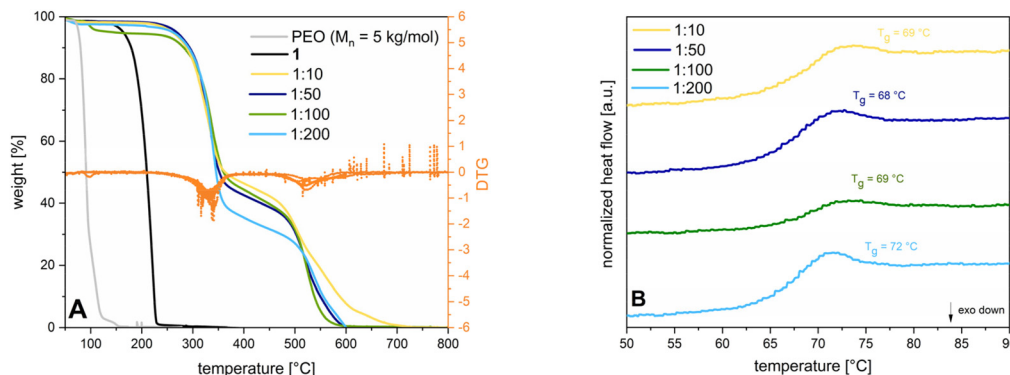 100
80
60
40
20
0
weight [%]
PEO (Mn = 5 kg/mol)
1
1:10
1:50
1:100
1:200
6
5
4
3
2
1
0
-1
-2
-3
-4
-5
-6
DTG
A
100 200 300 400 500 600 700 800
temperature [°C]
1:10
1:50
1:100
1:200
normalized heat flow [a.u.]
Tg = 69 °C
Tg = 68 °C
Tg = 69 °C
Tg = 72 °C
B
exo down
50 55 60 65 70 75 80 85 90
temperature [°C]